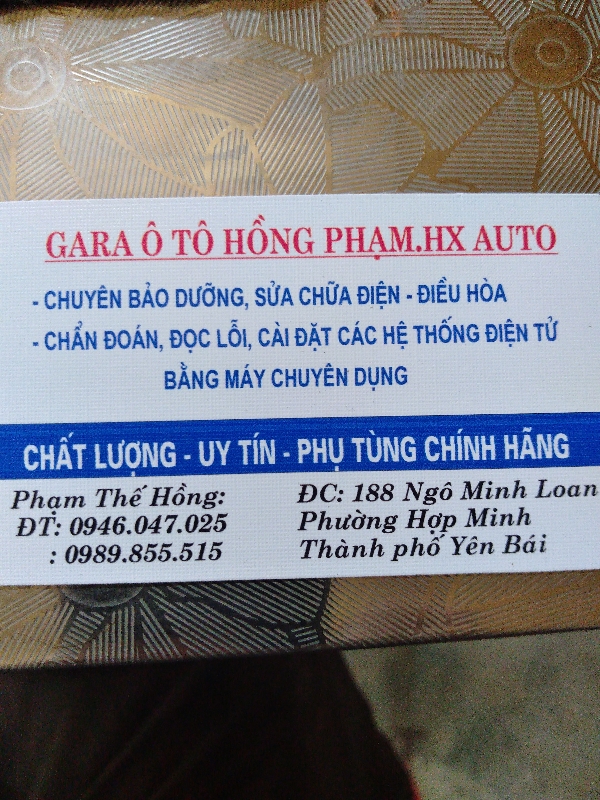 GARA Ô TÔ HỒNG PHẠM.HX AUTO
- CHUYÊN BẢO DƯỠNG, SỬA CHỮA ĐIỆN - ĐIỀU HÒA
- CHẨN ĐOÁN, ĐỌC LỖI, CÀI ĐẶT CÁC HỆ THỐNG ĐIỆN TỬ
BẰNG MÁY CHUYÊN DỤNG
CHẤT LƯỢNG - UY TÍN - PHỤ TÙNG CHÍNH HÃNG
Phạm Thế Hồng:
ĐT: 0946.047.025
: 0989.855.515
ĐC: 188 Ngô Minh Loan
Phường Hợp Minh
Thành phố Yên Bái